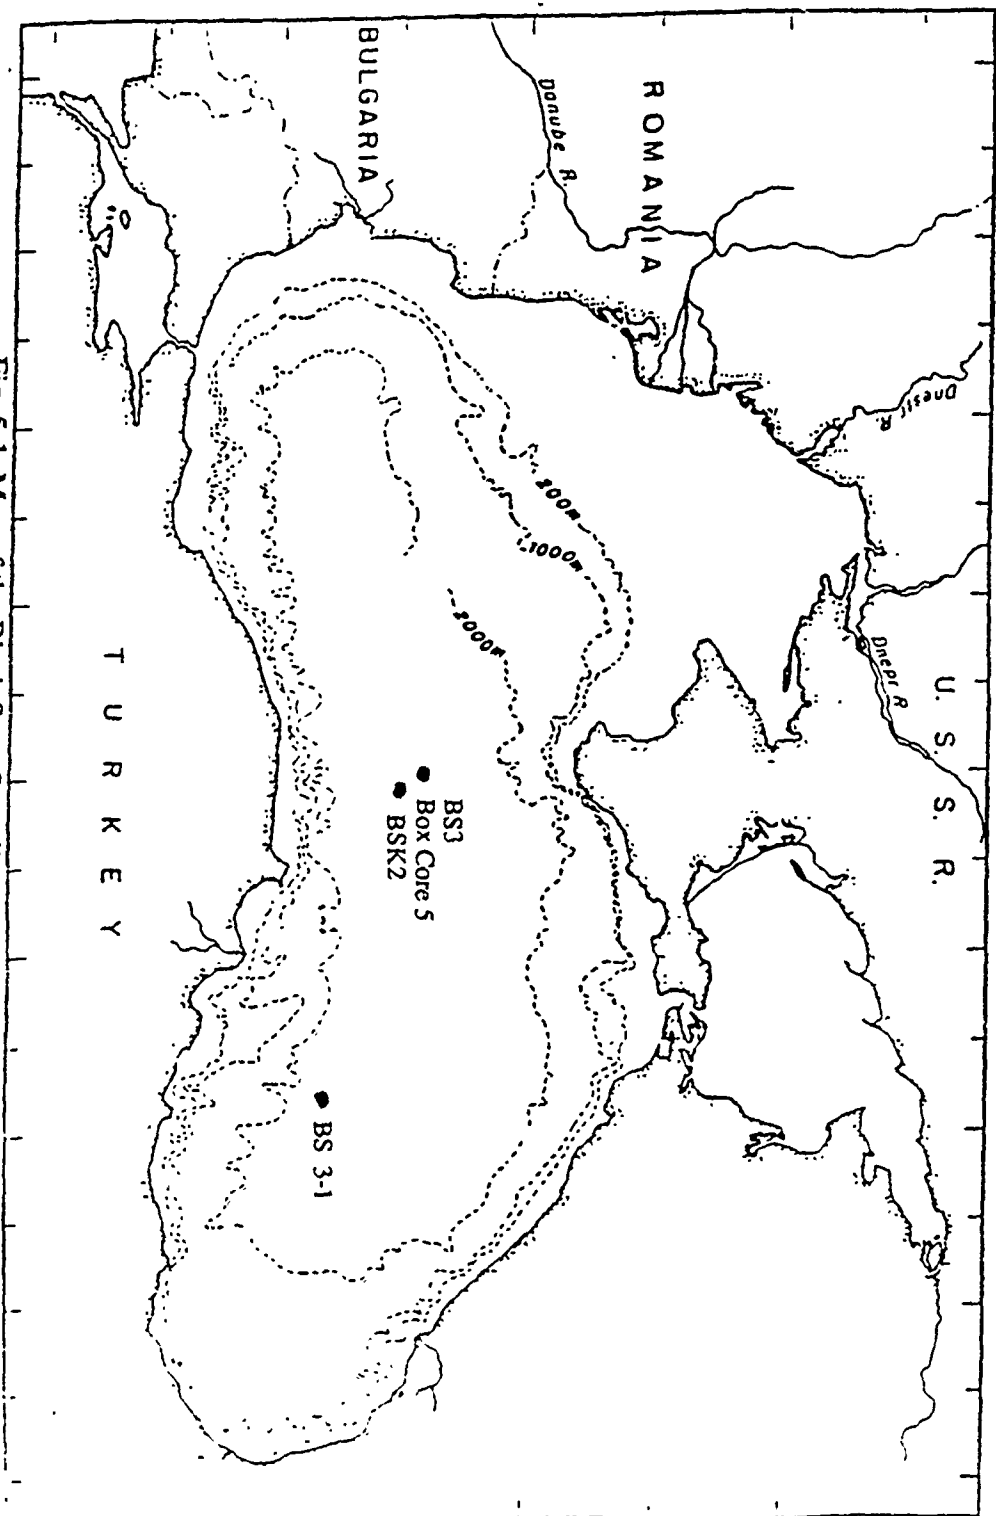 U. S. S. R.
ROMANIA
BULGARIA
TURKEY
Danube R.
Dnestr R
Dnepr R
200m
1000m
2000m
BS3
Box Core 5
BSK2
BS 3-1